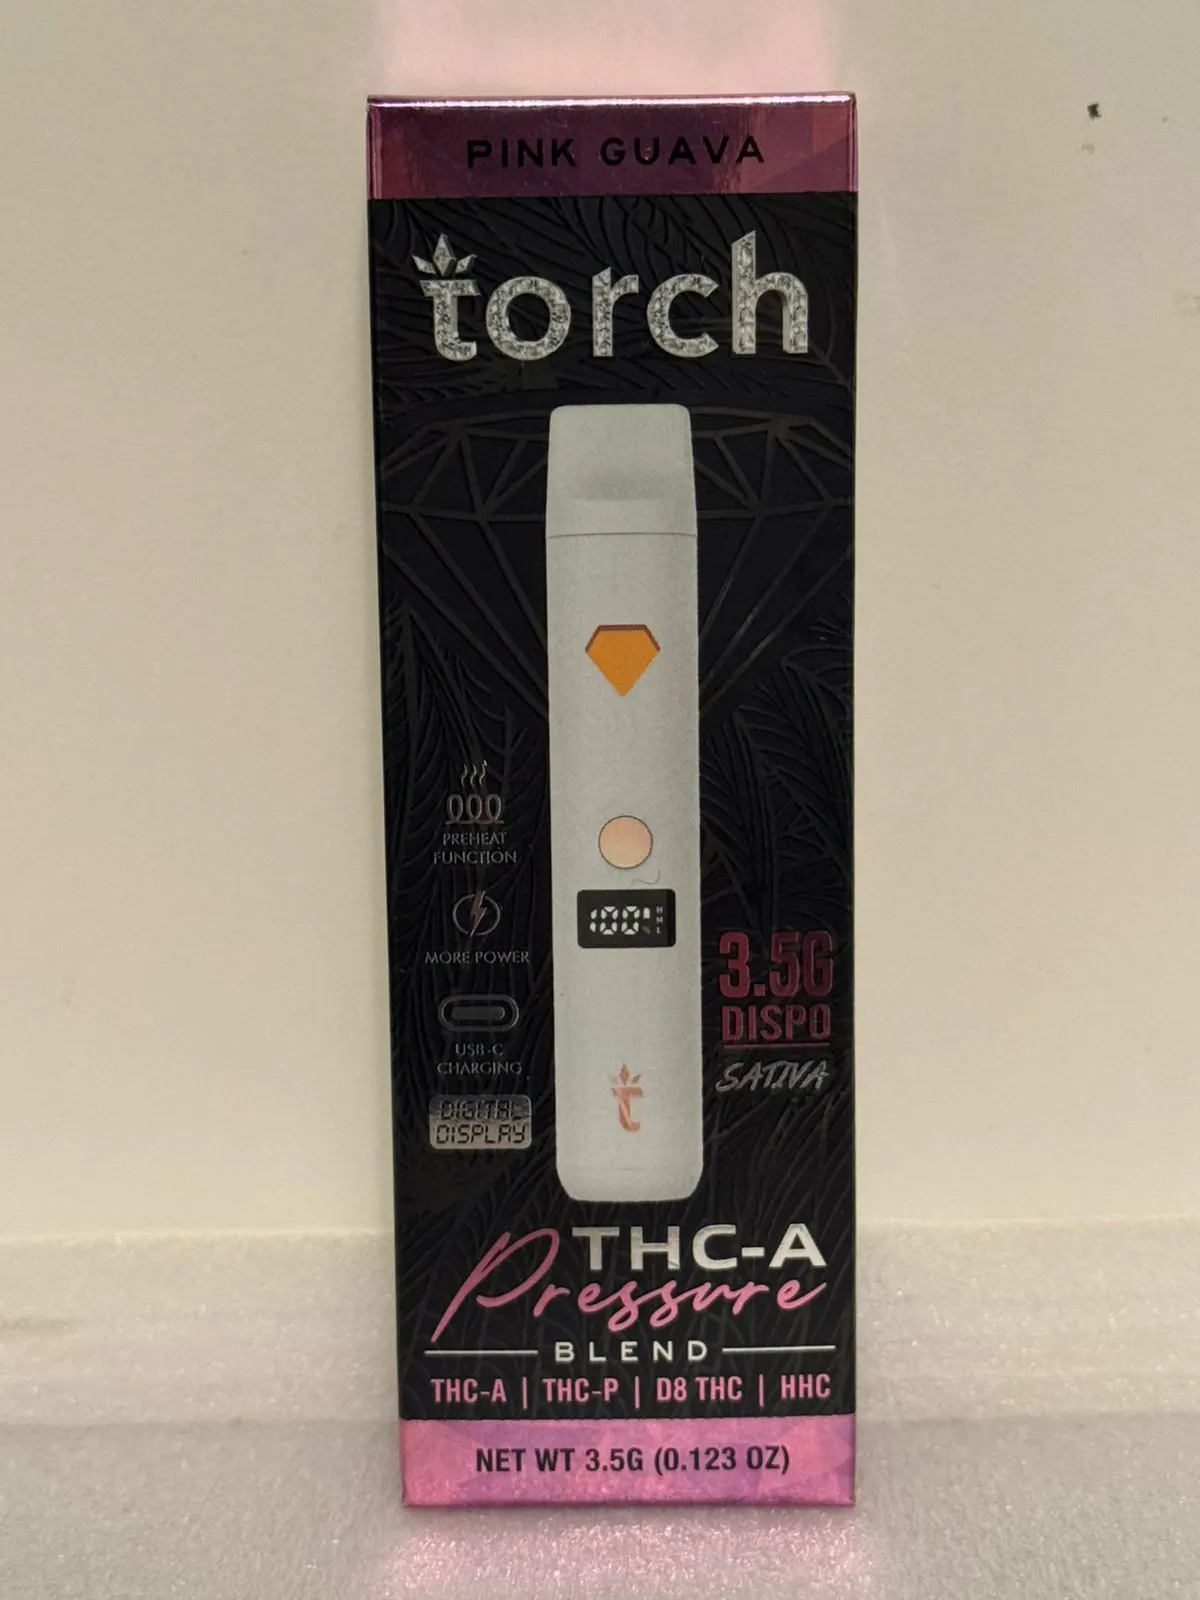 PINK GUAVA
torch
PREHEAT
FUNCTION
MORE POWER
USB-C
CHARGING
DIGITAL
DISPLAY
100%
H
M
L
3.5G
DISPO
SATIVA
t
THC-A
Pressure
BLEND
THC-A | THC-P | D8 THC | HHC
NET WT 3.5G (0.123 OZ)